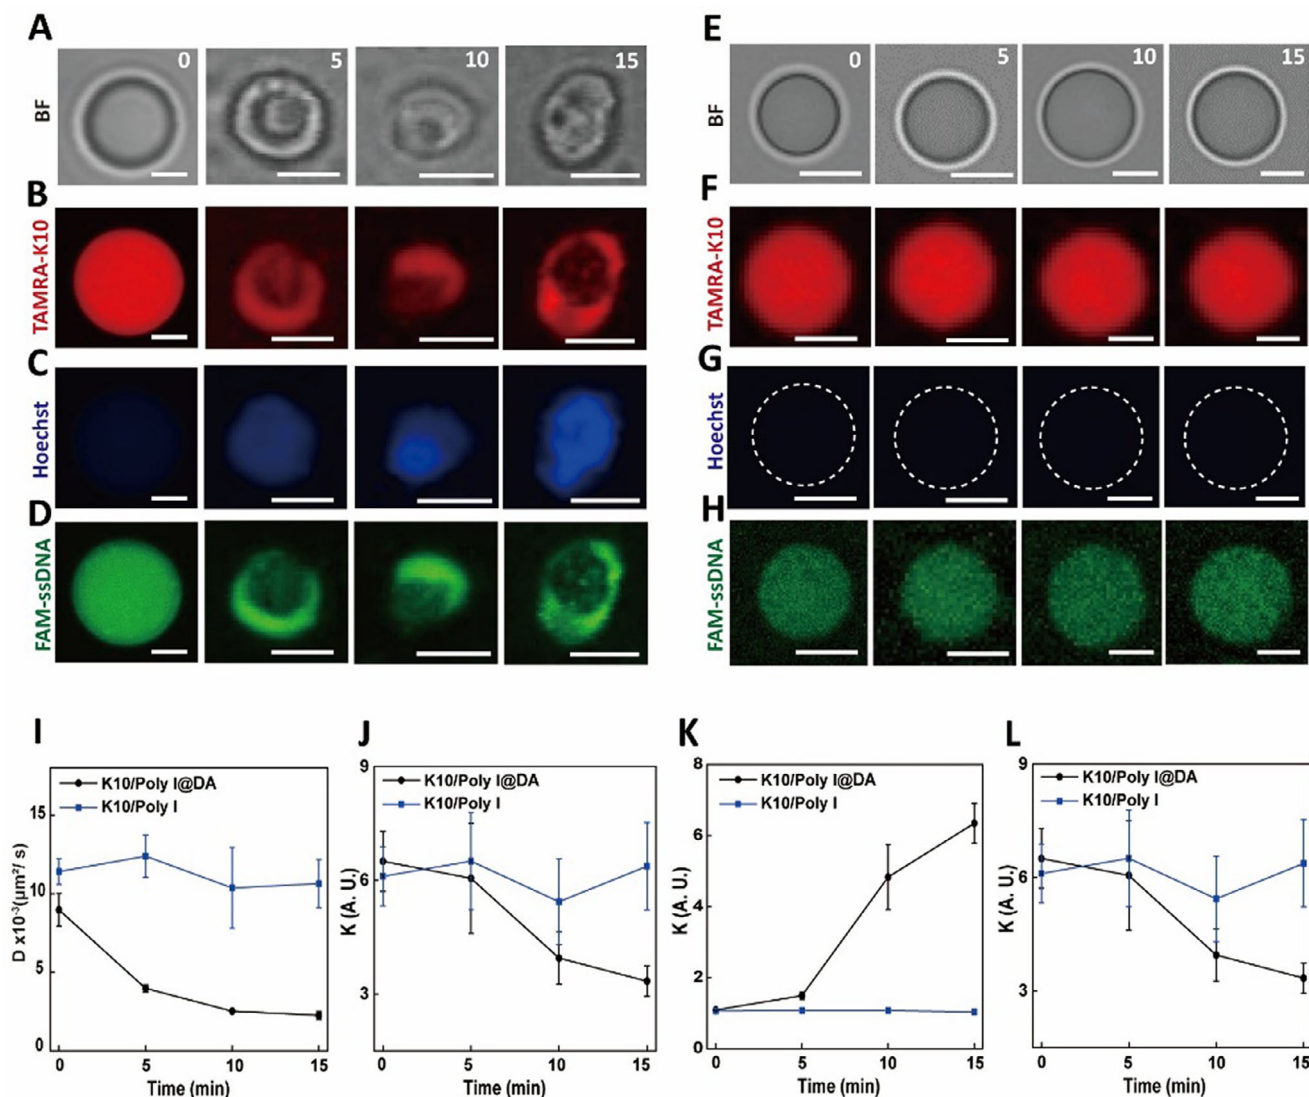 A
BF
0
5
10
15
B
TAMRA-K10
C
Hoechst
D
FAM-ssDNA
E
BF
0
5
10
15
F
TAMRA-K10
G
Hoechst
H
FAM-ssDNA
I
K10/Poly I@DA
K10/Poly I
D x10⁻³(μm²/ s)
15
10
5
0
0
5
10
15
Time (min)
J
K10/Poly I@DA
K10/Poly I
K (A. U.)
9
6
3
0
5
10
15
Time (min)
K
K10/Poly I@DA
K10/Poly I
K (A. U.)
8
6
4
2
0
0
5
10
15
Time (min)
L
K10/Poly I@DA
K10/Poly I
K (A. U.)
9
6
3
0
5
10
15
Time (min)